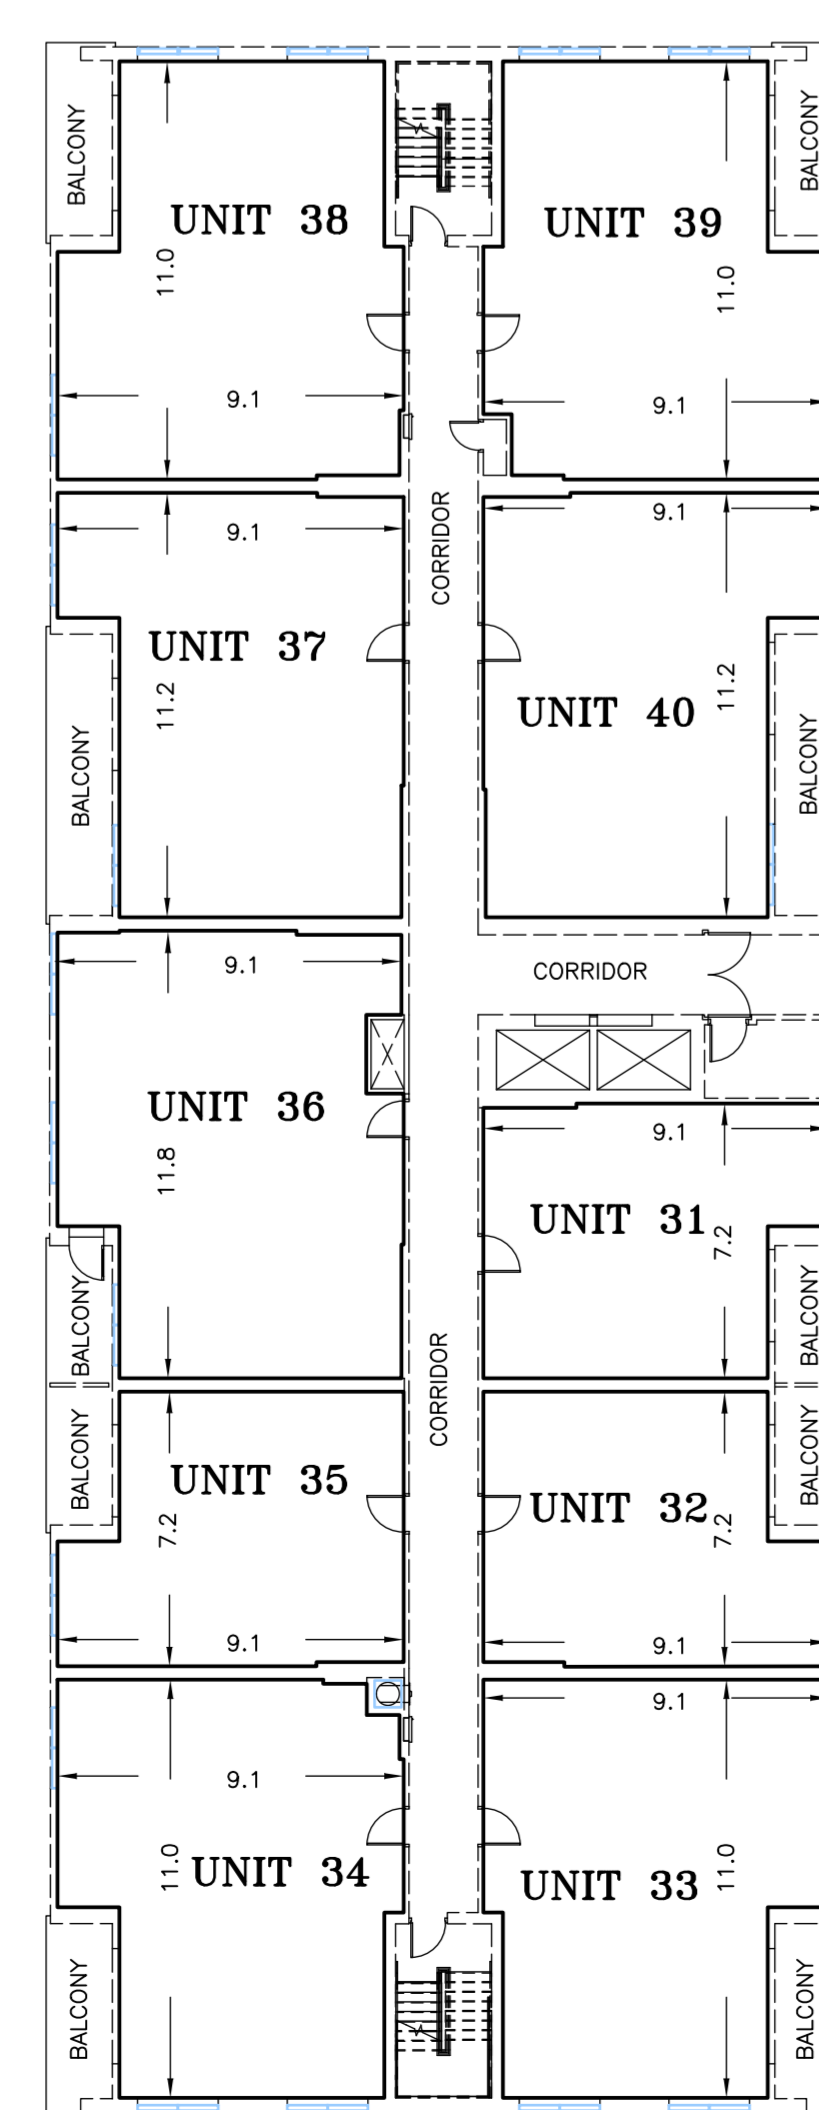 BALCONY
BALCONY
UNIT 38
UNIT 39
11.0
11.0
9.1
9.1
CORRIDOR
9.1
9.1
UNIT 37
11.2
11.2
UNIT 40
BALCONY
BALCONY
9.1
CORRIDOR
UNIT 36
9.1
11.8
UNIT 31
7.2
BALCONY
BALCONY
CORRIDOR
BALCONY
BALCONY
UNIT 35
UNIT 32
7.2
7.2
9.1
9.1
9.1
9.1
11.0
UNIT 34
11.0
UNIT 33
BALCONY
BALCONY